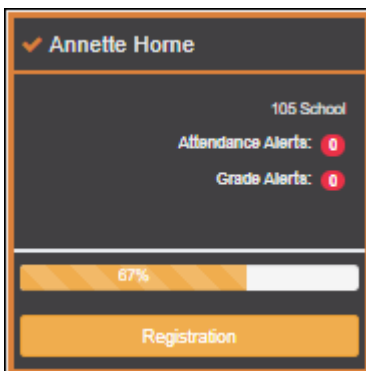 Annette Horne
105 School
Attendance Alerts: 0
Grade Alerts: 0
67%
Registration